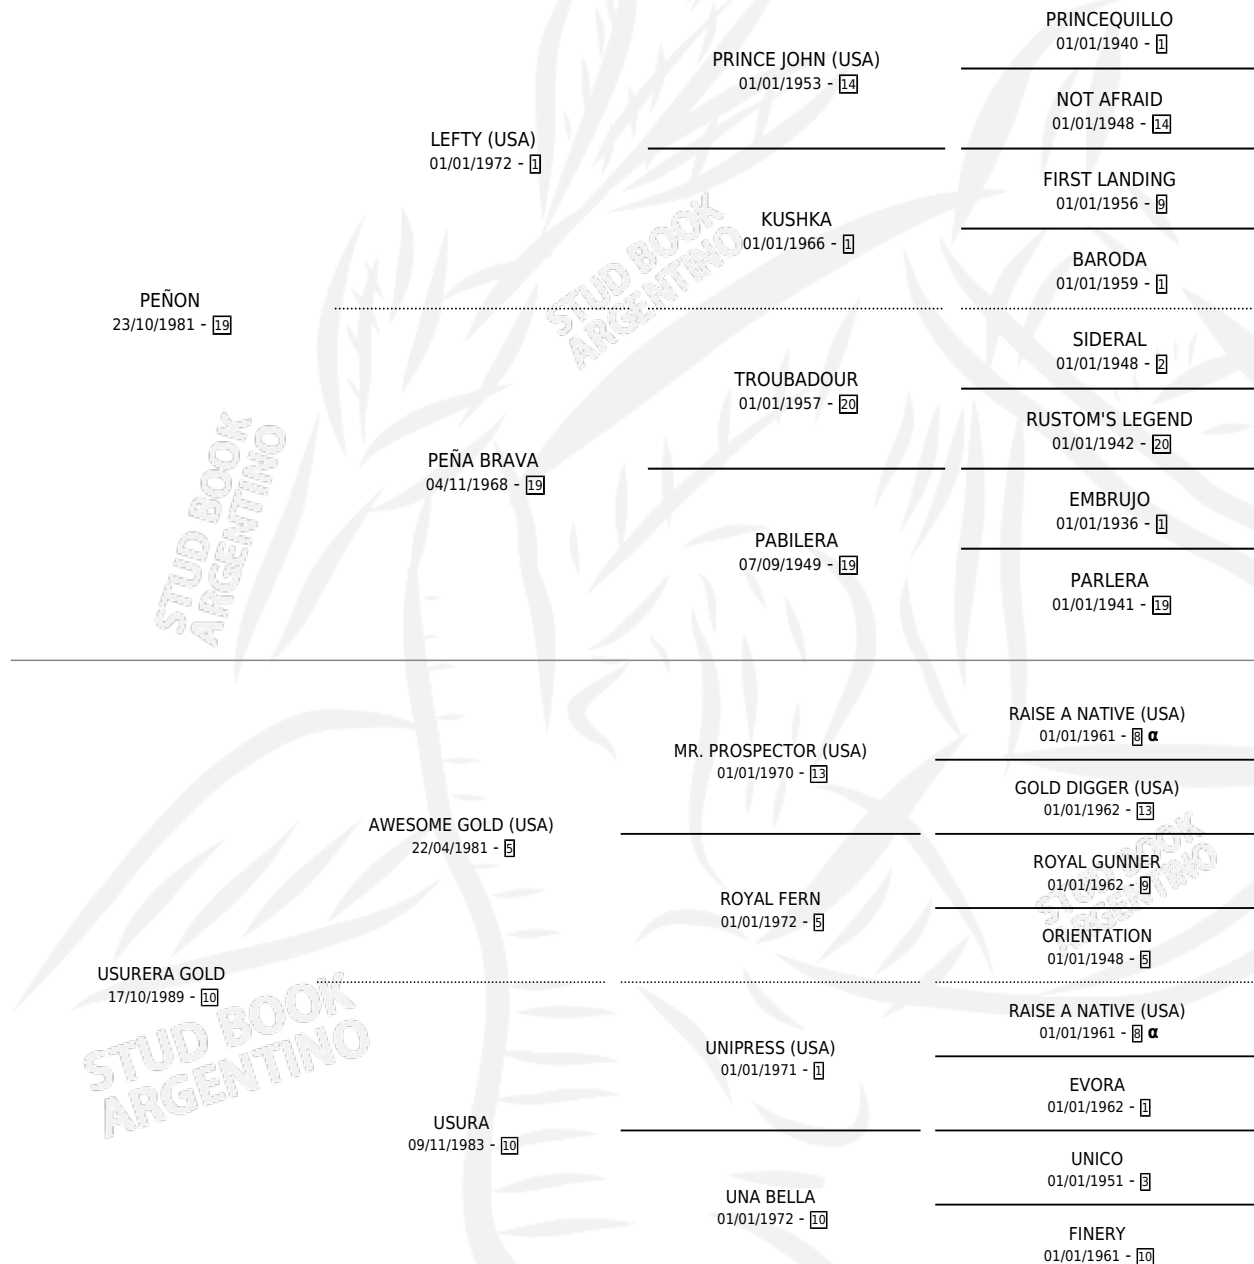 PRINCEQUILLO
01/01/1940 - 1
PRINCE JOHN (USA)
01/01/1953 - 14
NOT AFRAID
01/01/1948 - 14
LEFTY (USA)
01/01/1972 - 1
FIRST LANDING
01/01/1956 - 9
KUSHKA
01/01/1966 - 1
BARODA
01/01/1959 - 1
PEÑON
23/10/1981 - 19
SIDERAL
01/01/1948 - 2
TROUBADOUR
01/01/1957 - 20
RUSTOM'S LEGEND
01/01/1942 - 20
PEÑA BRAVA
04/11/1968 - 19
EMBRUJO
01/01/1936 - 1
PABILERA
07/09/1949 - 19
PARLERA
01/01/1941 - 19
RAISE A NATIVE (USA)
01/01/1961 - 8 α
MR. PROSPECTOR (USA)
01/01/1970 - 13
GOLD DIGGER (USA)
01/01/1962 - 13
AWESOME GOLD (USA)
22/04/1981 - 5
ROYAL GUNNER
01/01/1962 - 9
ROYAL FERN
01/01/1972 - 5
ORIENTATION
01/01/1948 - 5
USURERA GOLD
17/10/1989 - 10
RAISE A NATIVE (USA)
01/01/1961 - 8 α
UNIPRESS (USA)
01/01/1971 - 1
EVORA
01/01/1962 - 1
USURA
09/11/1983 - 10
UNICO
01/01/1951 - 3
UNA BELLA
01/01/1972 - 10
FINERY
01/01/1961 - 10
STUD BOOK
ARGENTINO
STUD BOOK
ARGENTINO
STUD BOOK
ARGENTINO
STUD BOOK
ARGENTINO